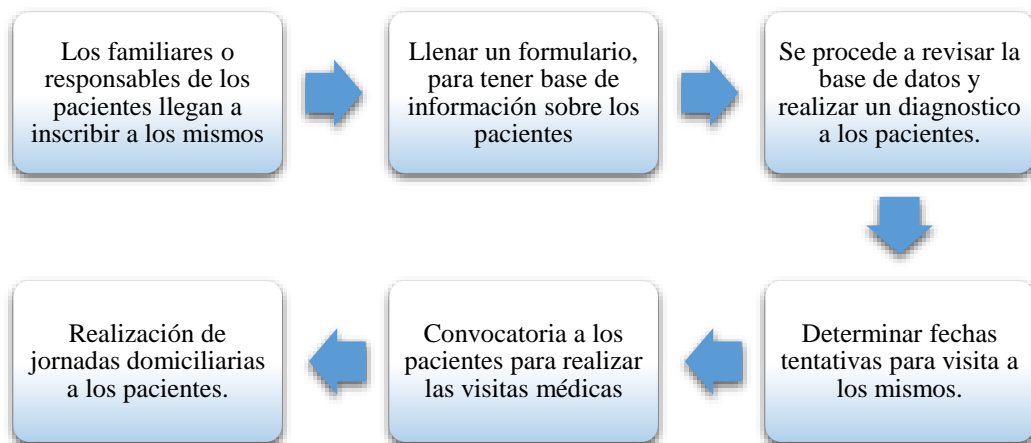 Los familiares o
responsables de los
pacientes llegan a
inscribir a los mismos
Llenar un formulario,
para tener base de
información sobre los
pacientes
Se procede a revisar la
base de datos y
realizar un diagnostico
a los pacientes.
Determinar fechas
tentativas para visita a
los mismos.
Convocatoria a los
pacientes para realizar
las visitas médicas
Realización de
jornadas domiciliarias
a los pacientes.